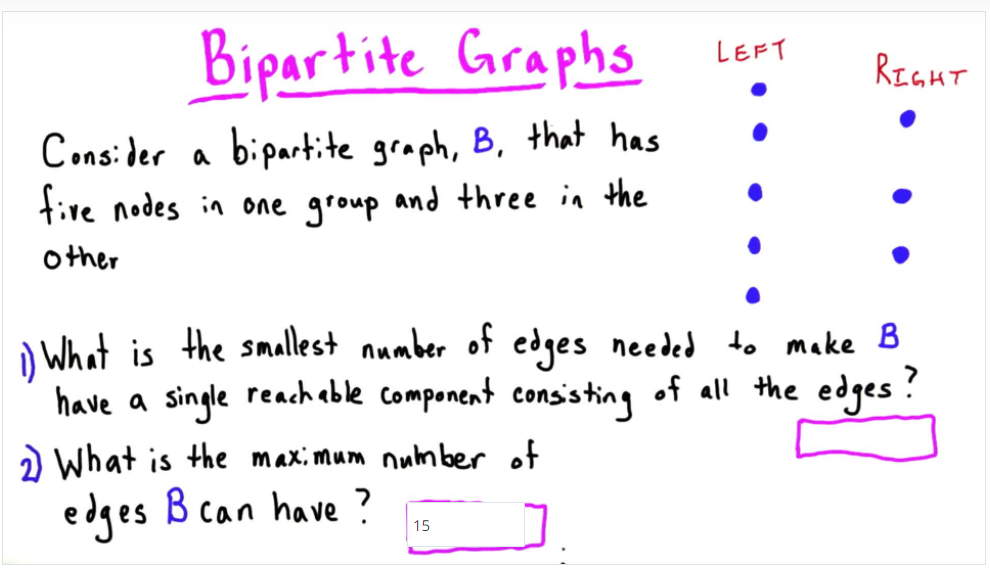 Bipartite Graphs
LEFT
RIGHT
Consider a bipartite graph, B, that has
five nodes in one group and three in the
other
1) What is the smallest number of edges needed to make B
have a single reachable component consisting of all the edges?
2) What is the maximum number of
edges B can have?
15